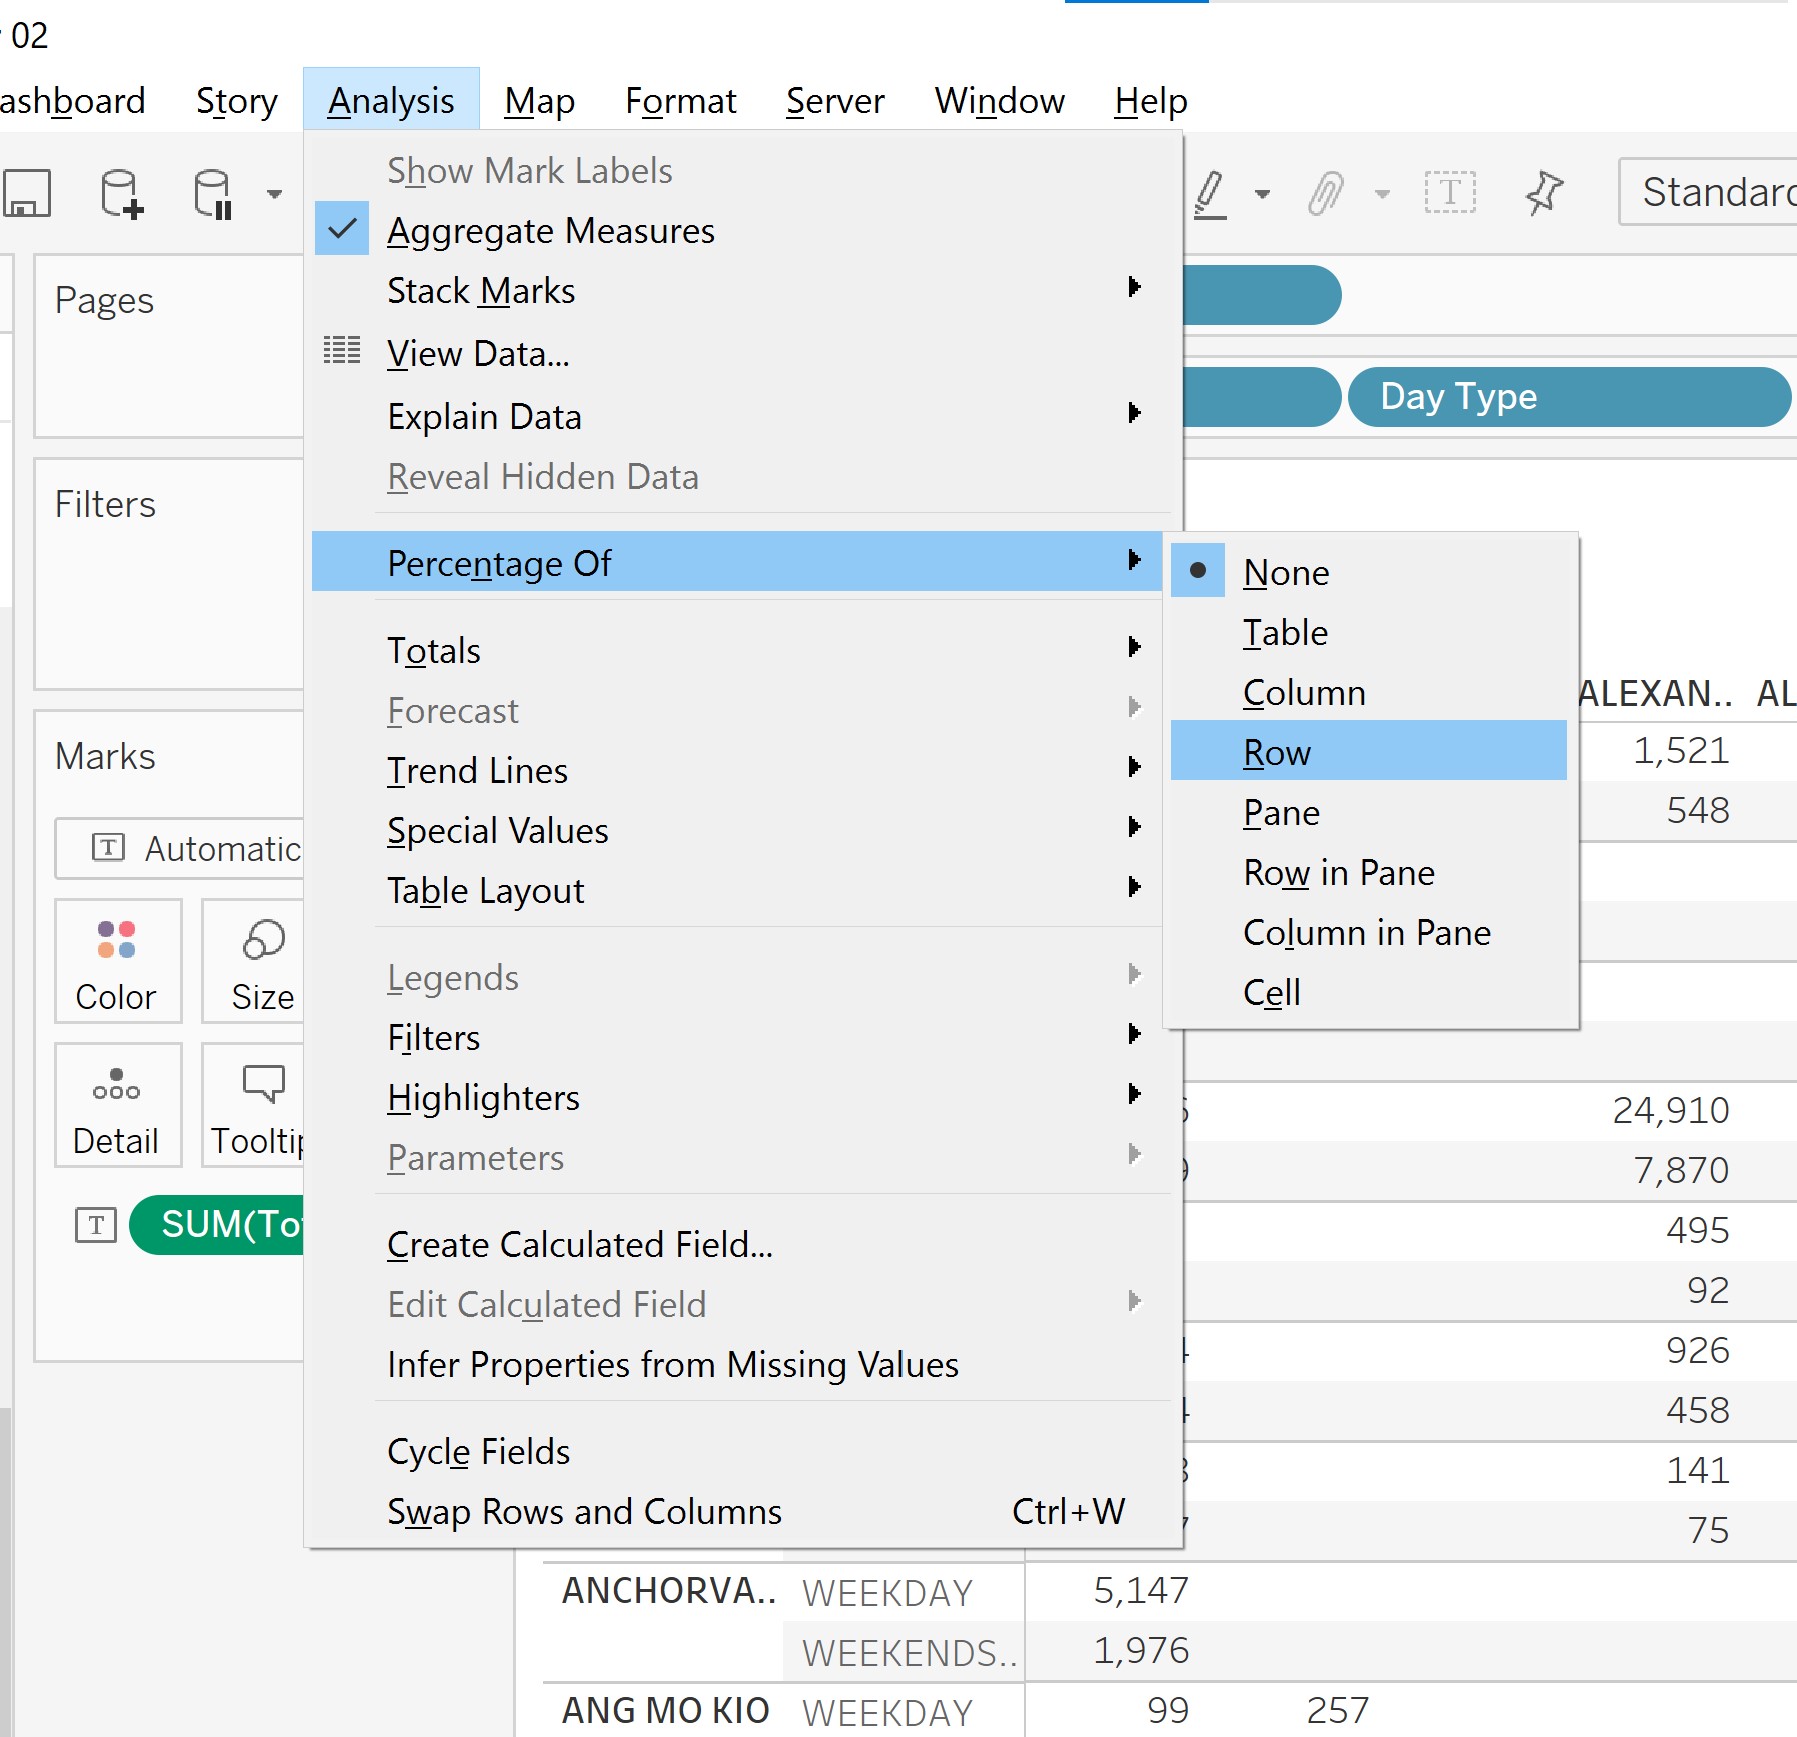 02
ashboard Story Analysis Map Format Server Window Help
Show Mark Labels
Aggregate Measures
Stack Marks
View Data...
Explain Data
Reveal Hidden Data
Percentage Of
Totals
Forecast
Trend Lines
Special Values
Table Layout
Legends
Filters
Highlighters
Parameters
Create Calculated Field...
Edit Calculated Field
Infer Properties from Missing Values
Cycle Fields
Swap Rows and Columns Ctrl+W
None
Table
Column
Row
Pane
Row in Pane
Column in Pane
Cell
Standard
Pages
Filters
Marks
Automatic
Color Size
Detail Tooltip
SUM(To
Day Type
ALEXAN.. AL
1,521
548
24,910
7,870
495
92
926
458
141
75
ANCHORVA.. WEEKDAY 5,147
WEEKENDS.. 1,976
ANG MO KIO WEEKDAY 99 257